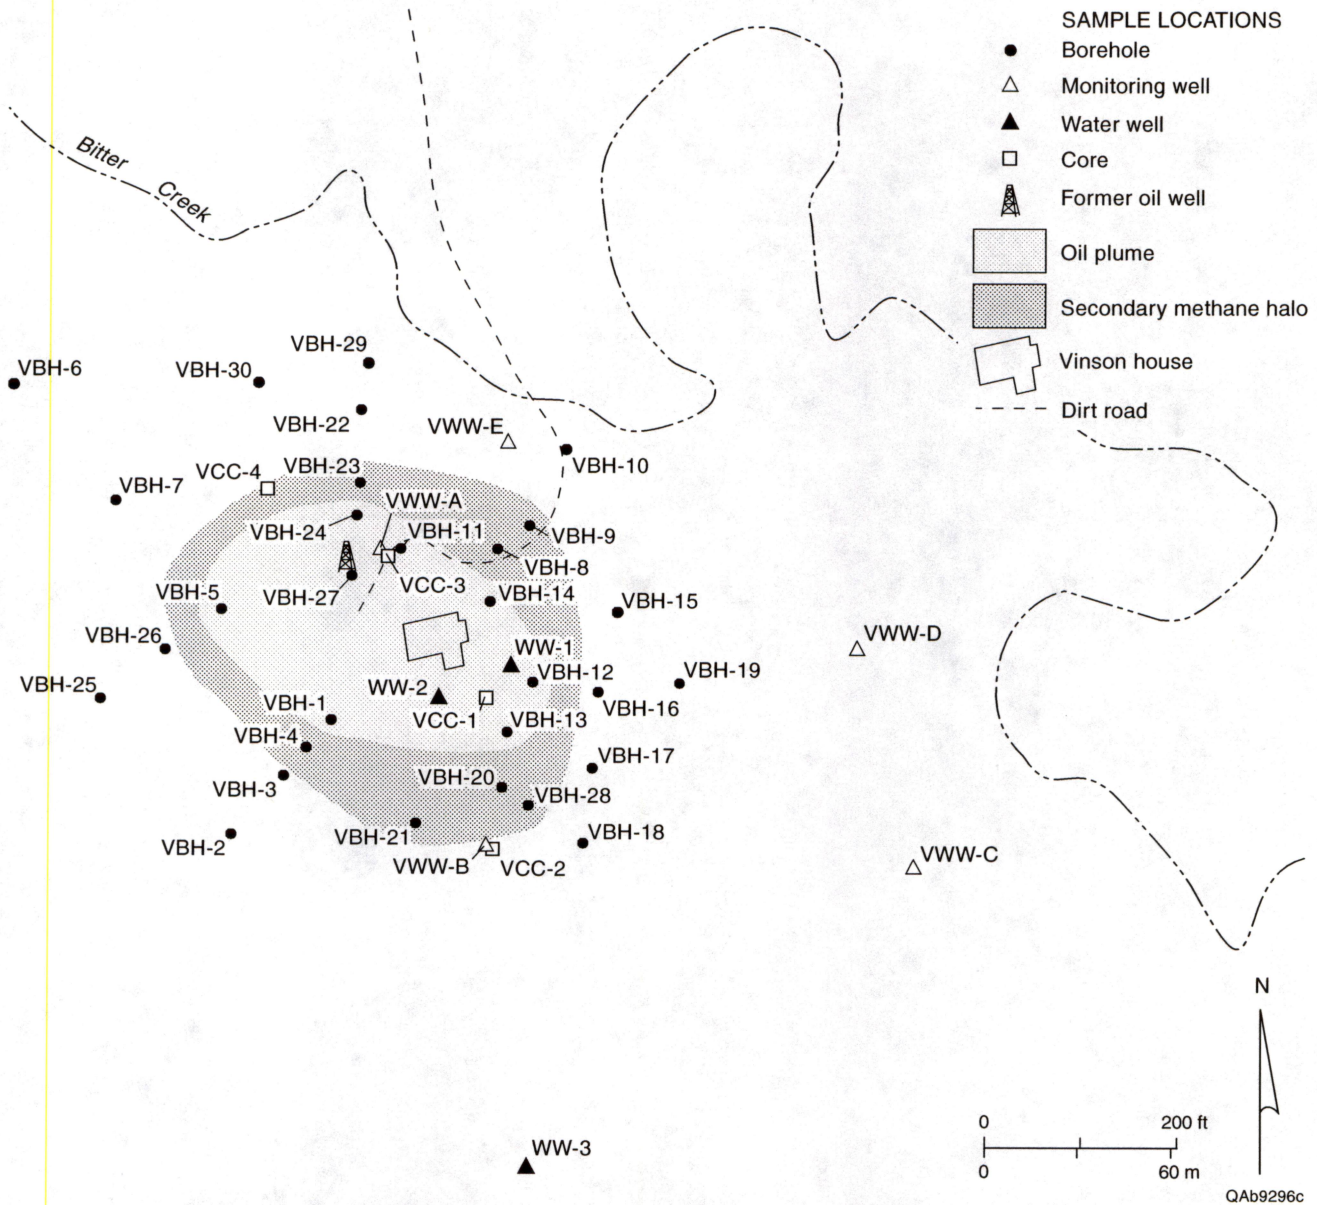 SAMPLE LOCATIONS
Borehole
Monitoring well
Water well
Core
Former oil well
Oil plume
Secondary methane halo
Vinson house
Dirt road
Bitter
Creek
VBH-29
VBH-6
VBH-30
VBH-22
VWW-E
VBH-10
VBH-23
VCC-4
VBH-7
VWW-A
VBH-24
VBH-11
VBH-9
VBH-8
VCC-3
VBH-5
VBH-27
VBH-14
VBH-15
VBH-26
VWW-D
WW-1
VBH-12
VBH-19
VBH-25
WW-2
VBH-1
VCC-1
VBH-13
VBH-16
VBH-4
VBH-17
VBH-20
VBH-3
VBH-28
VBH-21
VBH-18
VBH-2
VWW-B
VCC-2
VWW-C
N
0 200 ft
0 60 m
WW-3
QAb9296c